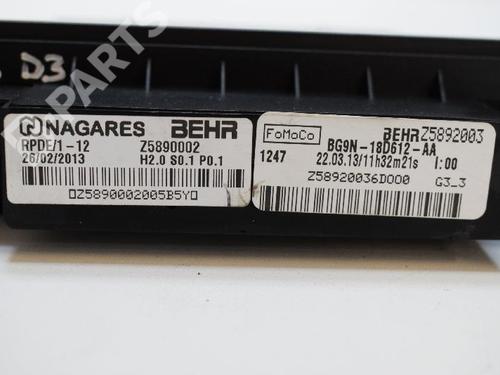 D3
B-PARTS
NAGARES BEHR
RPDE/1-12 Z5890002
26/02/2013 H2.0 S0.1 P0.1
Z5890002005B5Y
FoMoCo BEHR Z5892003
BG9N-18D612-AA
1247 22.03.13/11h32m21s I:00
Z58920036D000 G3_3